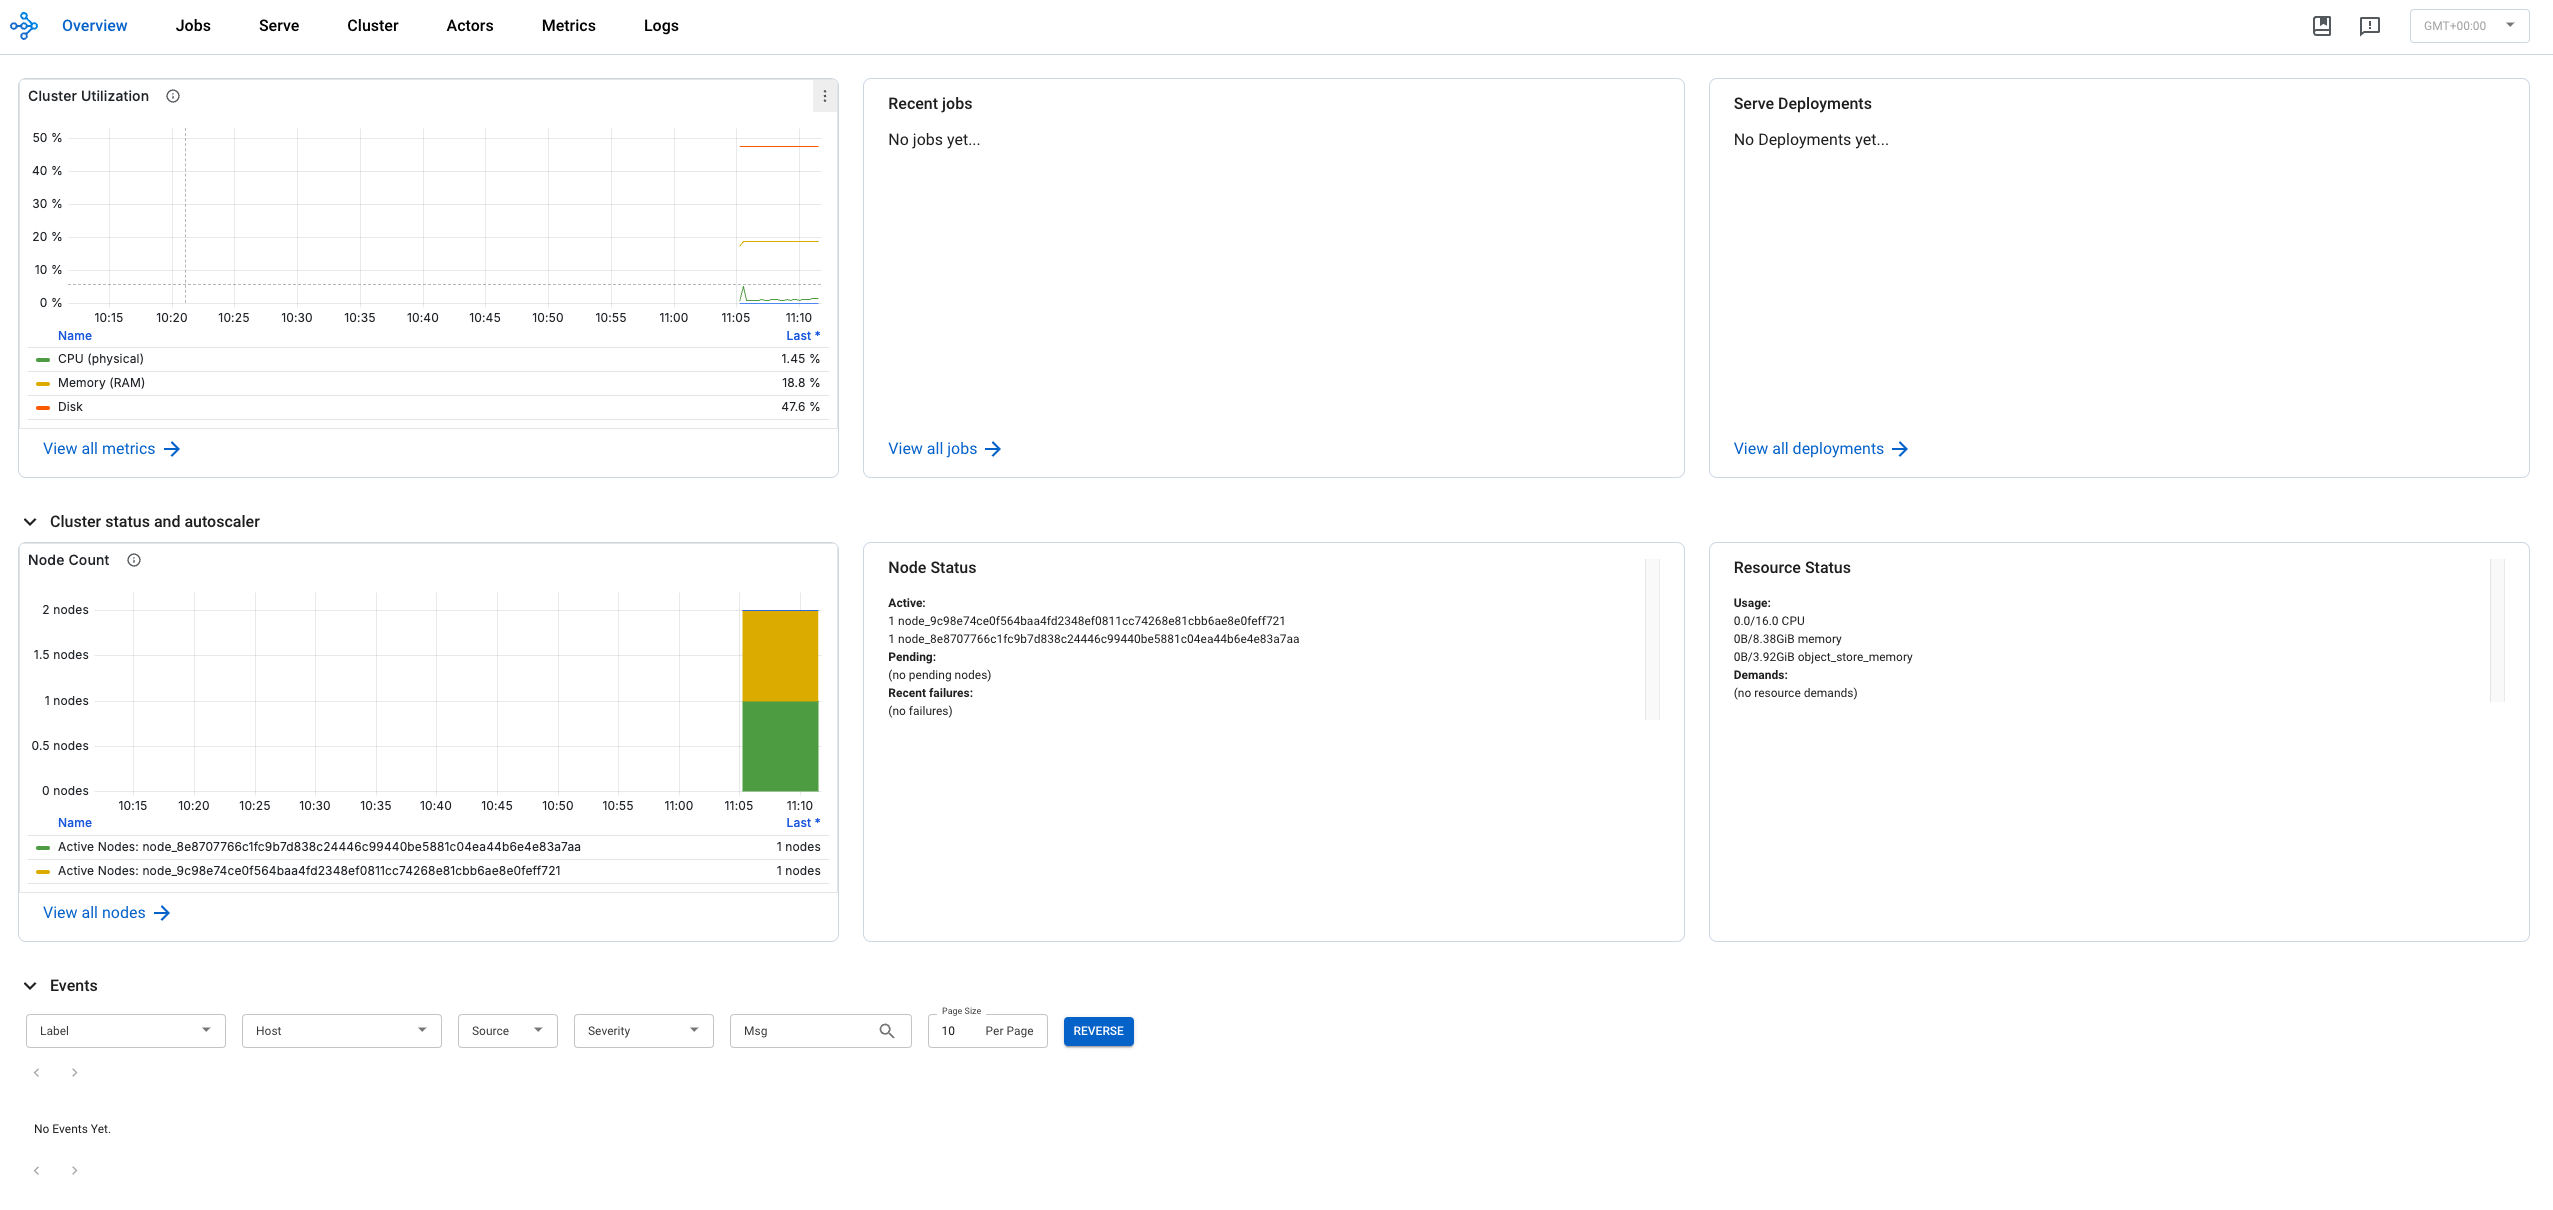 Overview Jobs Serve Cluster Actors Metrics Logs GMT+00:00
Cluster Utilization
50 %
40 %
30 %
20 %
10 %
0 %
10:15 10:20 10:25 10:30 10:35 10:40 10:45 10:50 10:55 11:00 11:05 11:10
Name Last *
CPU (physical) 1.45 %
Memory (RAM) 18.8 %
Disk 47.6 %
View all metrics
Recent jobs
No jobs yet...
View all jobs
Serve Deployments
No Deployments yet...
View all deployments
Cluster status and autoscaler
Node Count
2 nodes
1.5 nodes
1 nodes
0.5 nodes
0 nodes
10:15 10:20 10:25 10:30 10:35 10:40 10:45 10:50 10:55 11:00 11:05 11:10
Name Last *
Active Nodes: node_8e8707766c1fc9b7d838c24446c99440be5881c04ea44b6e4e83a7aa 1 nodes
Active Nodes: node_9c98e74ce0f564baa4fd2348ef0811cc74268e81cbb6ae8e0feff721 1 nodes
View all nodes
Node Status
Active:
1 node_9c98e74ce0f564baa4fd2348ef0811cc74268e81cbb6ae8e0feff721
1 node_8e8707766c1fc9b7d838c24446c99440be5881c04ea44b6e4e83a7aa
Pending:
(no pending nodes)
Recent failures:
(no failures)
Resource Status
Usage:
0.0/16.0 CPU
0B/8.38GiB memory
0B/3.92GiB object_store_memory
Demands:
(no resource demands)
Events
Label Host Source Severity Msg Page Size 10 Per Page REVERSE
No Events Yet.